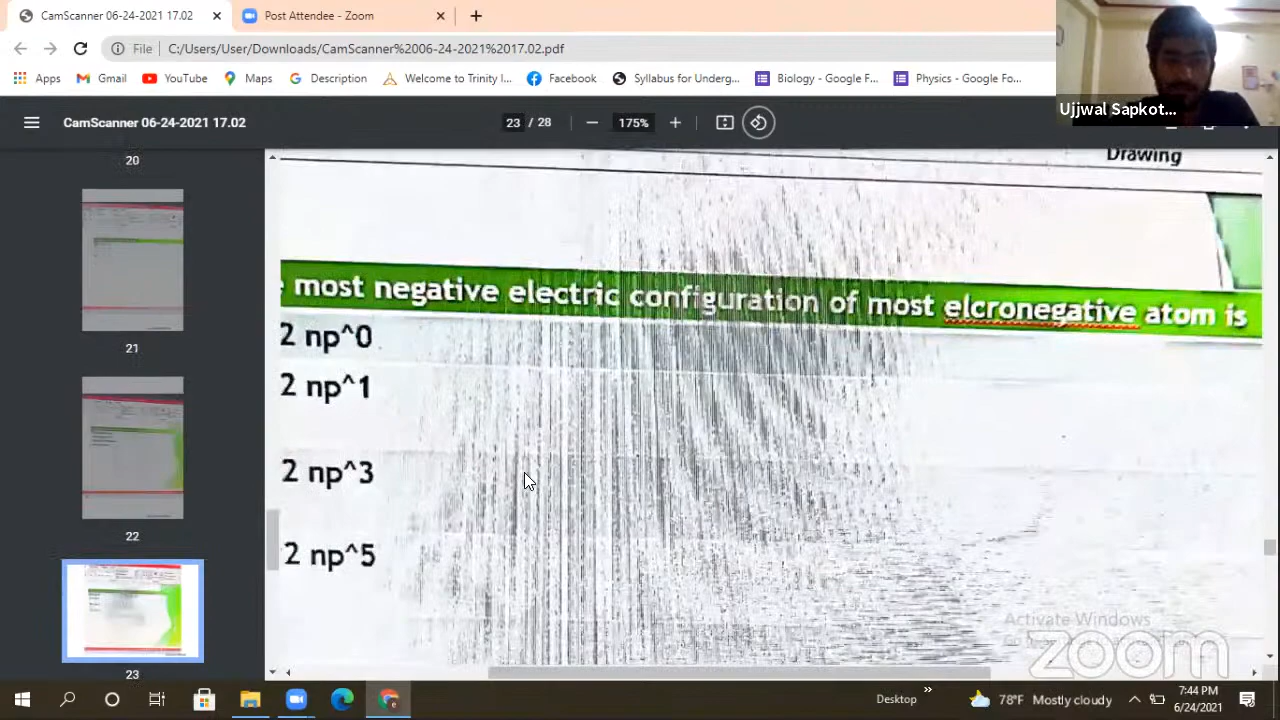 CamScanner 06-24-2021 17.02
Post Attendee - Zoom
File
C:/Users/User/Downloads/CamScanner%2006-24-2021%2017.02.pdf
Apps
Gmail
YouTube
Maps
Description
Welcome to Trinity I...
Facebook
Syllabus for Underg...
Biology - Google F...
Physics - Google Fo...
Ujjwal Sapkot...
CamScanner 06-24-2021 17.02
23 / 28
175%
20
21
22
23
Drawing
most negative electric configuration of most elcronegative atom is
2 np^0
2 np^1
2 np^3
2 np^5
Activate Windows
zoom
Desktop
78°F Mostly cloudy
7:44 PM
6/24/2021